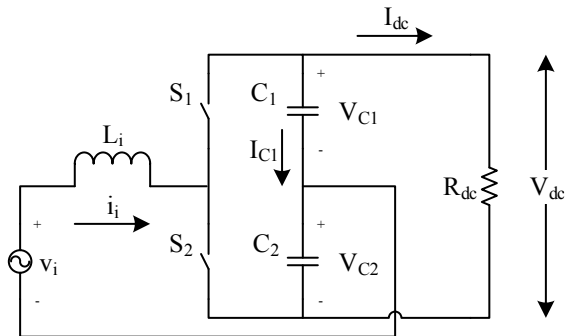 I_dc
S_1
C_1
+
V_C1
-
L_i
I_C1
R_dc
V_dc
+
i_i
S_2
C_2
+
V_C2
-
v_i
-